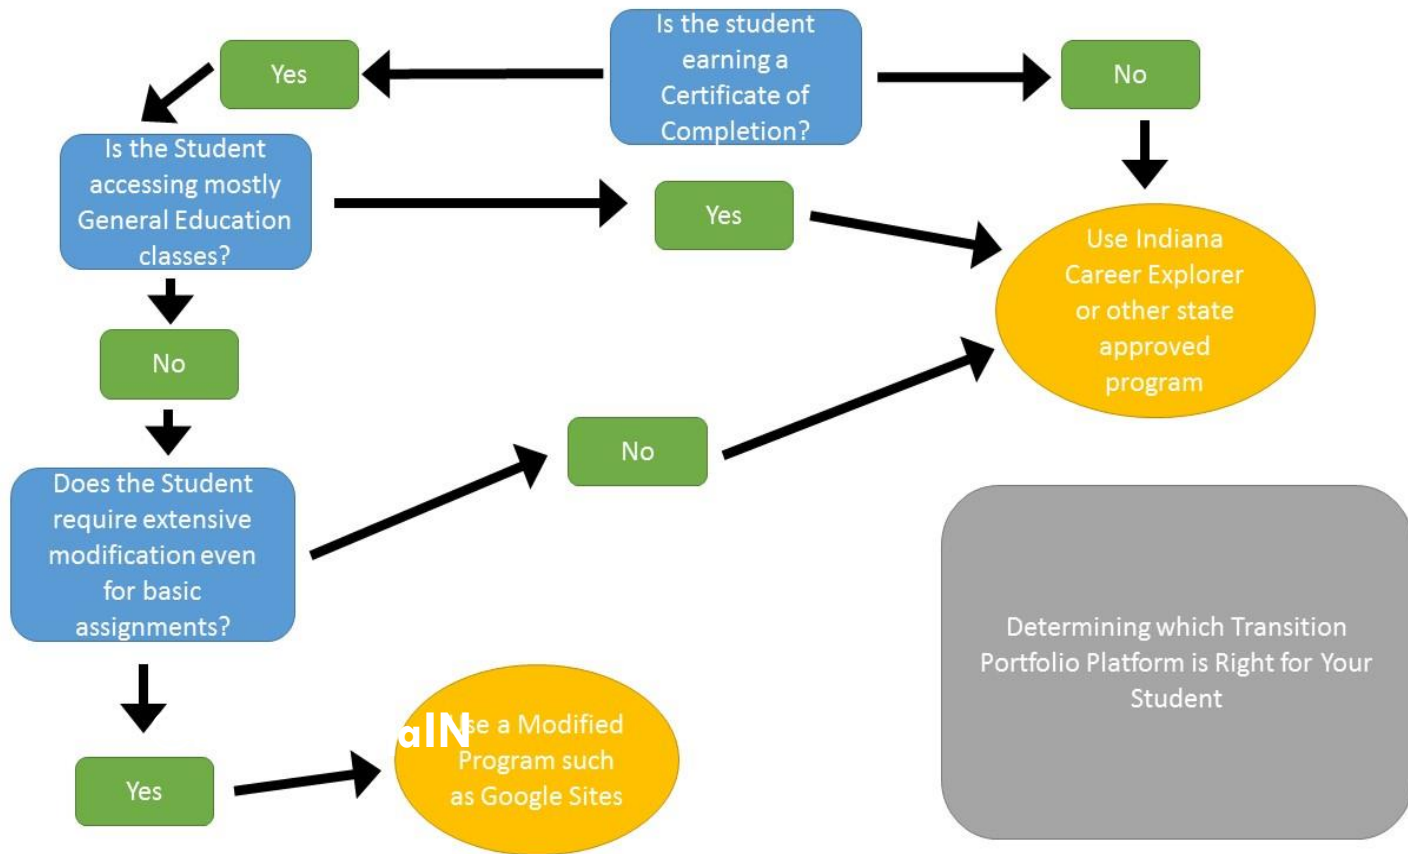 Is the student
earning a
Certificate of
Completion?
Yes
No
Is the Student
accessing mostly
General Education
classes?
Yes
Use Indiana
Career Explorer
or other state
approved
program
No
No
Does the Student
require extensive
modification even
for basic
assignments?
Determining which Transition
Portfolio Platform is Right for Your
Student
aIN
se a Modified
Program such
as Google Sites
Yes